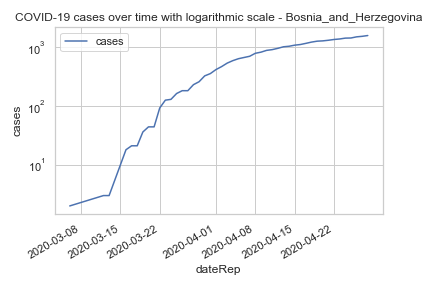 COVID-19 cases over time with logarithmic scale - Bosnia_and_Herzegovina
cases
10³
10²
10¹
cases
2020-03-08
2020-03-15
2020-03-22
2020-04-01
2020-04-08
2020-04-15
2020-04-22
dateRep